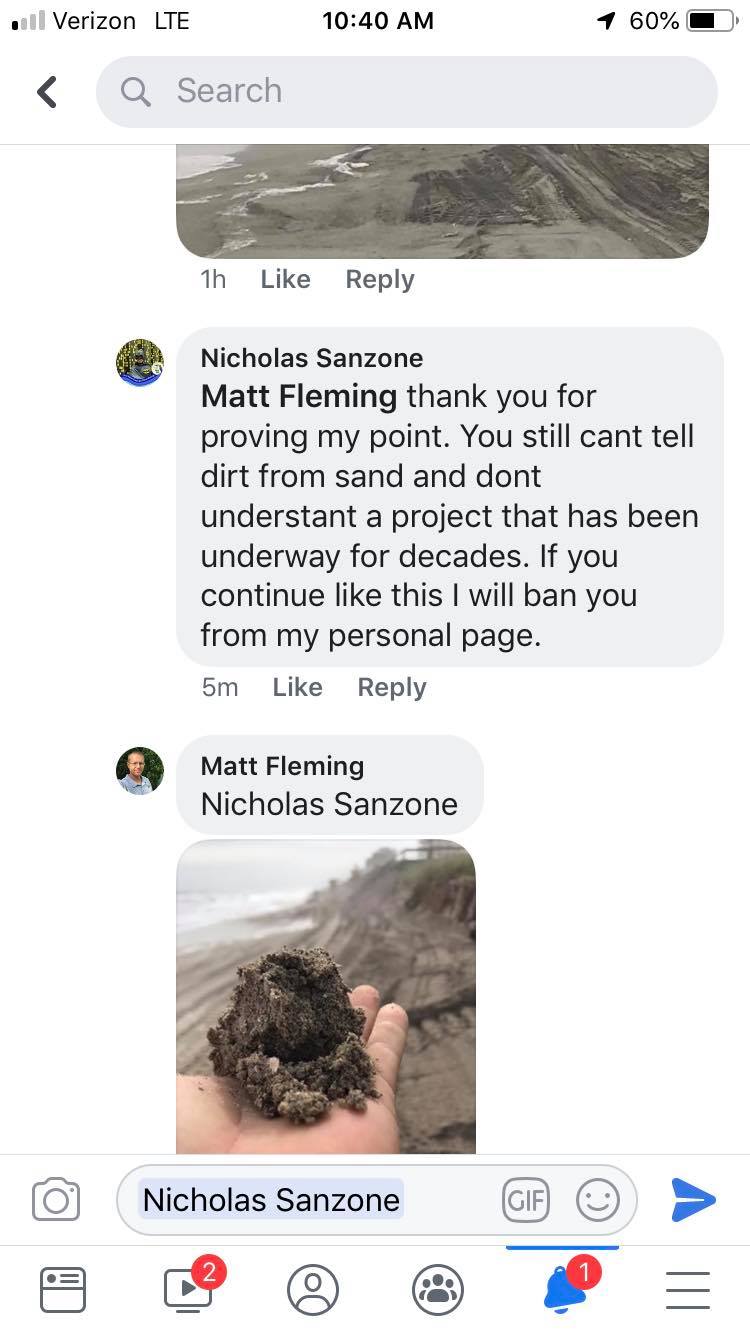 Verizon LTE 10:40 AM 60%
Search
1h Like Reply
Nicholas Sanzone
Matt Fleming thank you for
proving my point. You still cant tell
dirt from sand and dont
understant a project that has been
underway for decades. If you
continue like this I will ban you
from my personal page.
5m Like Reply
Matt Fleming
Nicholas Sanzone
Nicholas Sanzone GIF
2 1